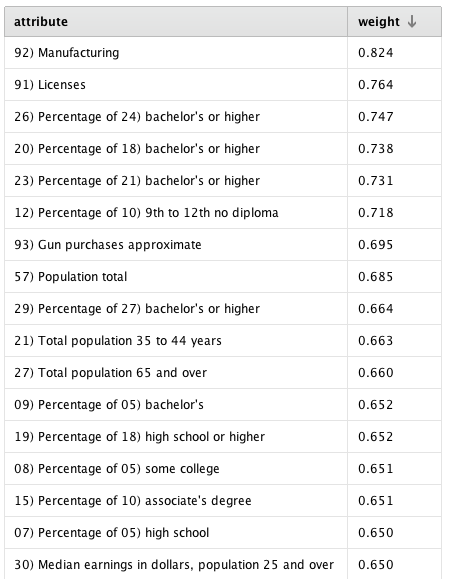 attribute weight ↓
92) Manufacturing 0.824
91) Licenses 0.764
26) Percentage of 24) bachelor's or higher 0.747
20) Percentage of 18) bachelor's or higher 0.738
23) Percentage of 21) bachelor's or higher 0.731
12) Percentage of 10) 9th to 12th no diploma 0.718
93) Gun purchases approximate 0.695
57) Population total 0.685
29) Percentage of 27) bachelor's or higher 0.664
21) Total population 35 to 44 years 0.663
27) Total population 65 and over 0.660
09) Percentage of 05) bachelor's 0.652
19) Percentage of 18) high school or higher 0.652
08) Percentage of 05) some college 0.651
15) Percentage of 10) associate's degree 0.651
07) Percentage of 05) high school 0.650
30) Median earnings in dollars, population 25 and over 0.650